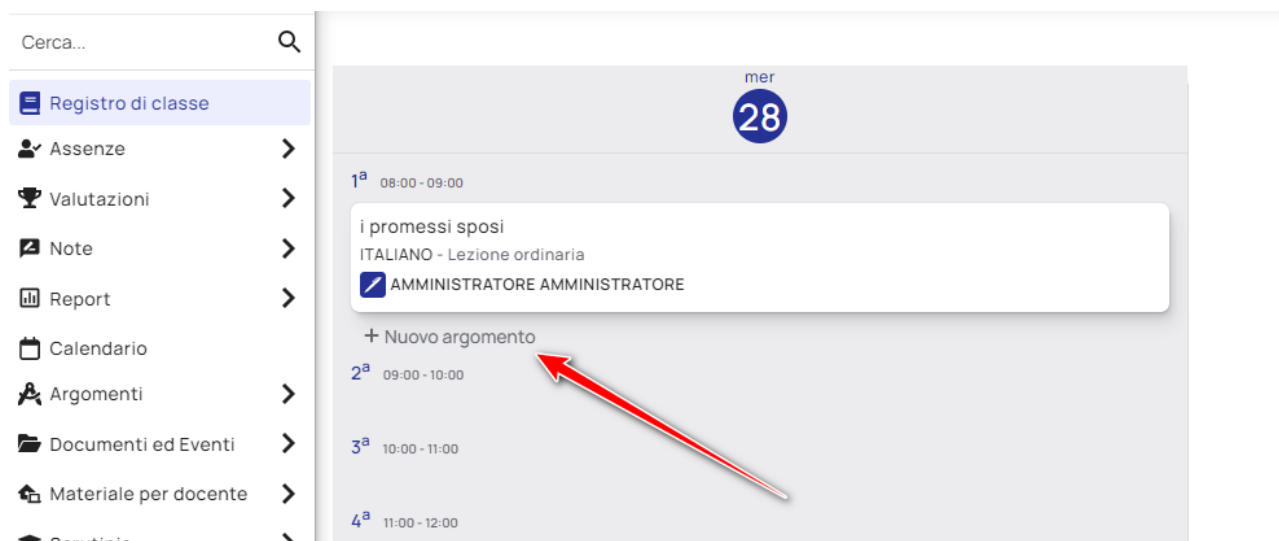 Cerca...
Registro di classe
Assenze
Valutazioni
Note
Report
Calendario
Argomenti
Documenti ed Eventi
Materiale per docente
mer
28
1ª 08:00 - 09:00
i promessi sposi
ITALIANO - Lezione ordinaria
AMMINISTRATORE AMMINISTRATORE
+ Nuovo argomento
2ª 09:00 - 10:00
3ª 10:00 - 11:00
4ª 11:00 - 12:00